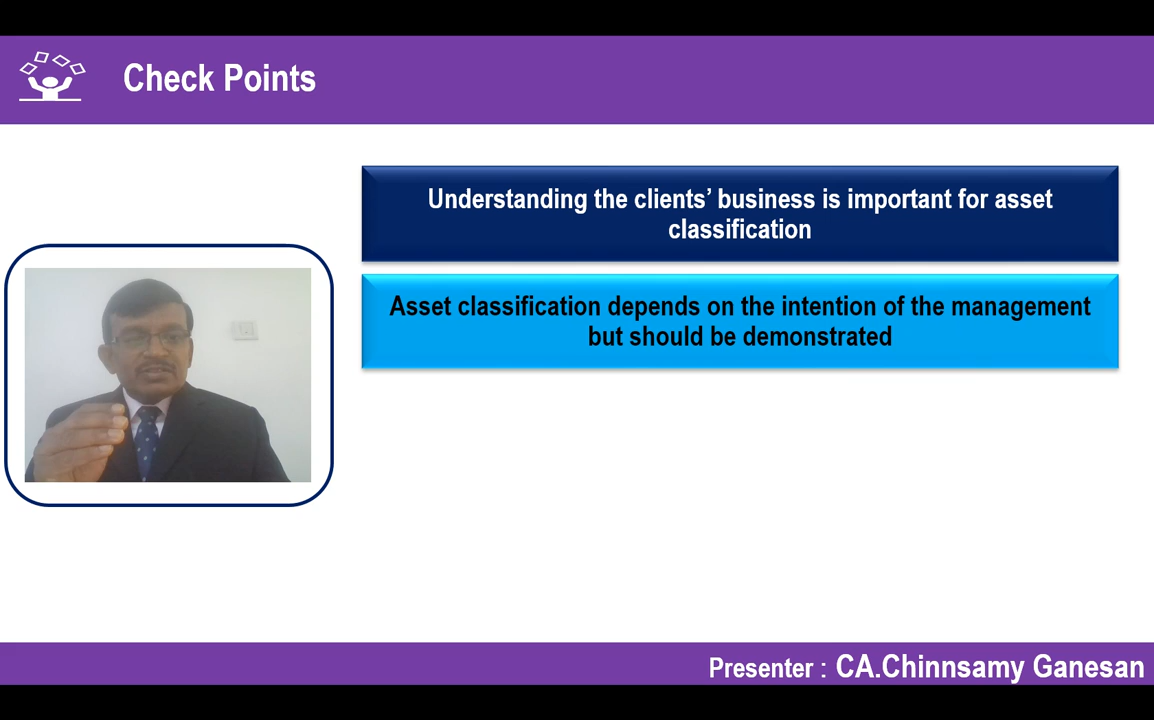 Check Points
Understanding the clients’ business is important for asset
classification
Asset classification depends on the intention of the management
but should be demonstrated
Presenter : CA.Chinnsamy Ganesan